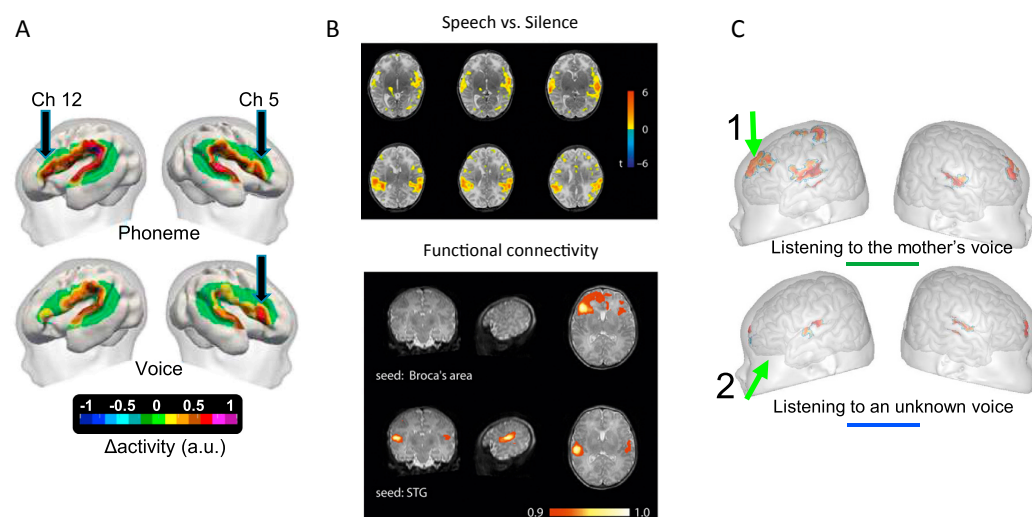 A
Ch 12
Ch 5
Phoneme
Voice
-1 -0.5 0 0.5 1
Δactivity (a.u.)
B
Speech vs. Silence
6
0
t -6
Functional connectivity
seed: Broca's area
seed: STG
0.9 1.0
C
1
Listening to the mother's voice
2
Listening to an unknown voice